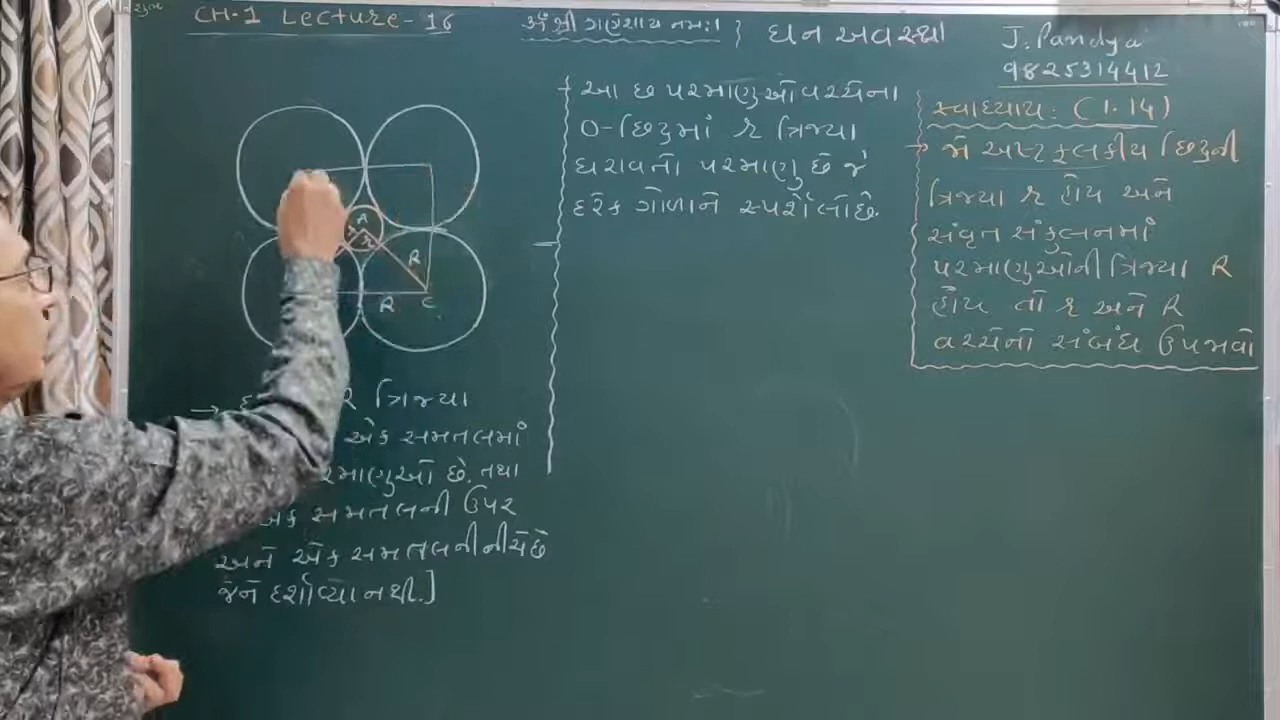 CH-1 Lecture-16
ૐ શ્રી ગણેશાય નમઃ। } ઘન અવસ્થા
J. Pandya
9825314412
A
R
R C
R ત્રિજ્યા
એક સમતલમાં
છે. તથા
એક સમતલની ઉપર
અને એક સમતલની નીચે છે
જેને દર્શાવ્યા નથી.]
આ છ પરમાણુઓ વચ્ચેના
O-છિદ્રમાં r ત્રિજ્યા
ધરાવતો પરમાણુ છે જે
દરેક ગોળાને સ્પર્શેલો છે.
સ્વાધ્યાય: (1.14)
→ જો અષ્ટફલકીય છિદ્રની
ત્રિજ્યા r હોય અને
સંવૃત સંકુલનમાં
પરમાણુઓની ત્રિજ્યા R
હોય તો r અને R
વચ્ચેનો સંબંધ ઉપજાવો